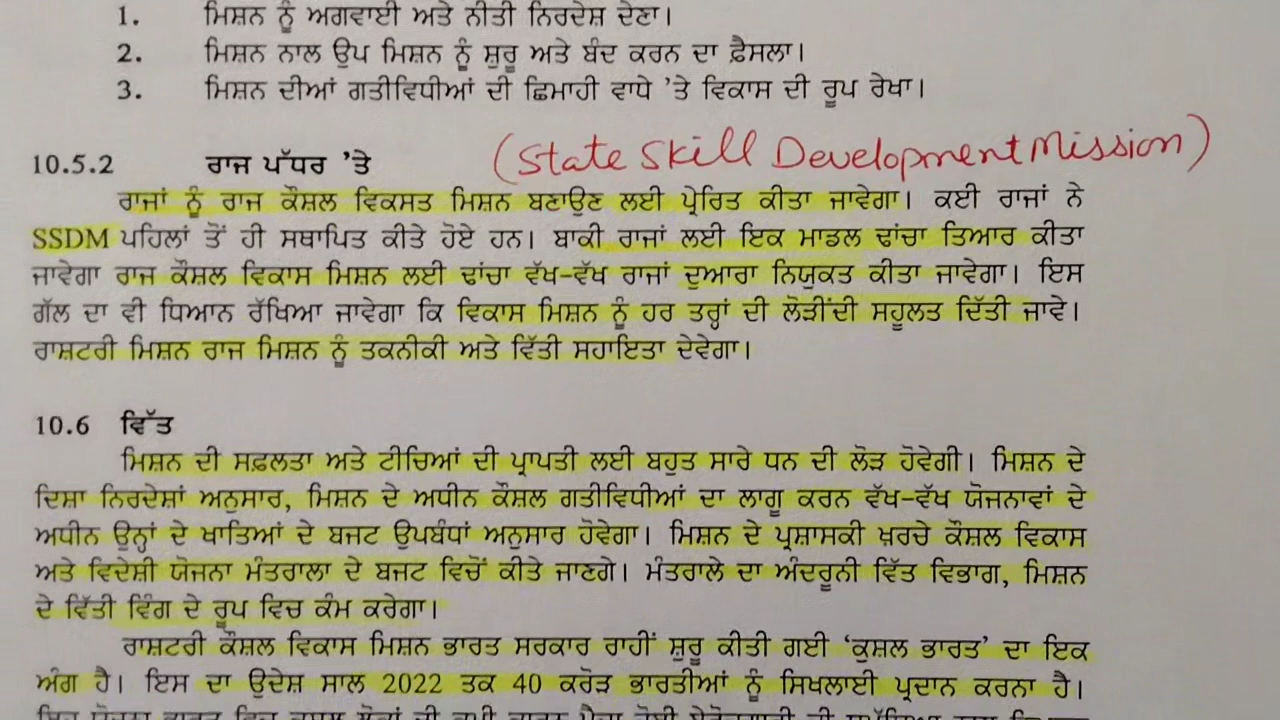 1. ਮਿਸ਼ਨ ਨੂੰ ਅਗਵਾਈ ਅਤੇ ਨੀਤੀ ਨਿਰਦੇਸ਼ ਦੇਣਾ।
2. ਮਿਸ਼ਨ ਨਾਲ ਉਪ ਮਿਸ਼ਨ ਨੂੰ ਸ਼ੁਰੂ ਅਤੇ ਬੰਦ ਕਰਨ ਦਾ ਫ਼ੈਸਲਾ।
3. ਮਿਸ਼ਨ ਦੀਆਂ ਗਤੀਵਿਧੀਆਂ ਦੀ ਛਿਮਾਹੀ ਵਾਧੇ ’ਤੇ ਵਿਕਾਸ ਦੀ ਰੂਪ ਰੇਖਾ।
10.5.2 ਰਾਜ ਪੱਧਰ ’ਤੇ (State Skill Development Mission)
ਰਾਜਾਂ ਨੂੰ ਰਾਜ ਕੌਸ਼ਲ ਵਿਕਸਤ ਮਿਸ਼ਨ ਬਣਾਉਣ ਲਈ ਪ੍ਰੇਰਿਤ ਕੀਤਾ ਜਾਵੇਗਾ। ਕਈ ਰਾਜਾਂ ਨੇ
SSDM ਪਹਿਲਾਂ ਤੋਂ ਹੀ ਸਥਾਪਿਤ ਕੀਤੇ ਹੋਏ ਹਨ। ਬਾਕੀ ਰਾਜਾਂ ਲਈ ਇਕ ਮਾਡਲ ਢਾਂਚਾ ਤਿਆਰ ਕੀਤਾ
ਜਾਵੇਗਾ ਰਾਜ ਕੌਸ਼ਲ ਵਿਕਾਸ ਮਿਸ਼ਨ ਲਈ ਢਾਂਚਾ ਵੱਖ-ਵੱਖ ਰਾਜਾਂ ਦੁਆਰਾ ਨਿਯੁਕਤ ਕੀਤਾ ਜਾਵੇਗਾ। ਇਸ
ਗੱਲ ਦਾ ਵੀ ਧਿਆਨ ਰੱਖਿਆ ਜਾਵੇਗਾ ਕਿ ਵਿਕਾਸ ਮਿਸ਼ਨ ਨੂੰ ਹਰ ਤਰ੍ਹਾਂ ਦੀ ਲੋੜੀਂਦੀ ਸਹੂਲਤ ਦਿੱਤੀ ਜਾਵੇ।
ਰਾਸ਼ਟਰੀ ਮਿਸ਼ਨ ਰਾਜ ਮਿਸ਼ਨ ਨੂੰ ਤਕਨੀਕੀ ਅਤੇ ਵਿੱਤੀ ਸਹਾਇਤਾ ਦੇਵੇਗਾ।
10.6 ਵਿੱਤ
ਮਿਸ਼ਨ ਦੀ ਸਫ਼ਲਤਾ ਅਤੇ ਟੀਚਿਆਂ ਦੀ ਪ੍ਰਾਪਤੀ ਲਈ ਬਹੁਤ ਸਾਰੇ ਧਨ ਦੀ ਲੋੜ ਹੋਵੇਗੀ। ਮਿਸ਼ਨ ਦੇ
ਦਿਸ਼ਾ ਨਿਰਦੇਸ਼ਾਂ ਅਨੁਸਾਰ, ਮਿਸ਼ਨ ਦੇ ਅਧੀਨ ਕੌਸ਼ਲ ਗਤੀਵਿਧੀਆਂ ਦਾ ਲਾਗੂ ਕਰਨ ਵੱਖ-ਵੱਖ ਯੋਜਨਾਵਾਂ ਦੇ
ਅਧੀਨ ਉਨ੍ਹਾਂ ਦੇ ਖਾਤਿਆਂ ਦੇ ਬਜਟ ਉਪਬੰਧਾਂ ਅਨੁਸਾਰ ਹੋਵੇਗਾ। ਮਿਸ਼ਨ ਦੇ ਪ੍ਰਸ਼ਾਸਕੀ ਖ਼ਰਚੇ ਕੌਸ਼ਲ ਵਿਕਾਸ
ਅਤੇ ਵਿਦੇਸ਼ੀ ਯੋਜਨਾ ਮੰਤਰਾਲਾ ਦੇ ਬਜਟ ਵਿਚੋਂ ਕੀਤੇ ਜਾਣਗੇ। ਮੰਤਰਾਲੇ ਦਾ ਅੰਦਰੂਨੀ ਵਿੱਤ ਵਿਭਾਗ, ਮਿਸ਼ਨ
ਦੇ ਵਿੱਤੀ ਵਿੰਗ ਦੇ ਰੂਪ ਵਿਚ ਕੰਮ ਕਰੇਗਾ।
ਰਾਸ਼ਟਰੀ ਕੌਸ਼ਲ ਵਿਕਾਸ ਮਿਸ਼ਨ ਭਾਰਤ ਸਰਕਾਰ ਰਾਹੀਂ ਸ਼ੁਰੂ ਕੀਤੀ ਗਈ ‘ਕੁਸ਼ਲ ਭਾਰਤ’ ਦਾ ਇਕ
ਅੰਗ ਹੈ। ਇਸ ਦਾ ਉਦੇਸ਼ ਸਾਲ 2022 ਤਕ 40 ਕਰੋੜ ਭਾਰਤੀਆਂ ਨੂੰ ਸਿਖਲਾਈ ਪ੍ਰਦਾਨ ਕਰਨਾ ਹੈ।